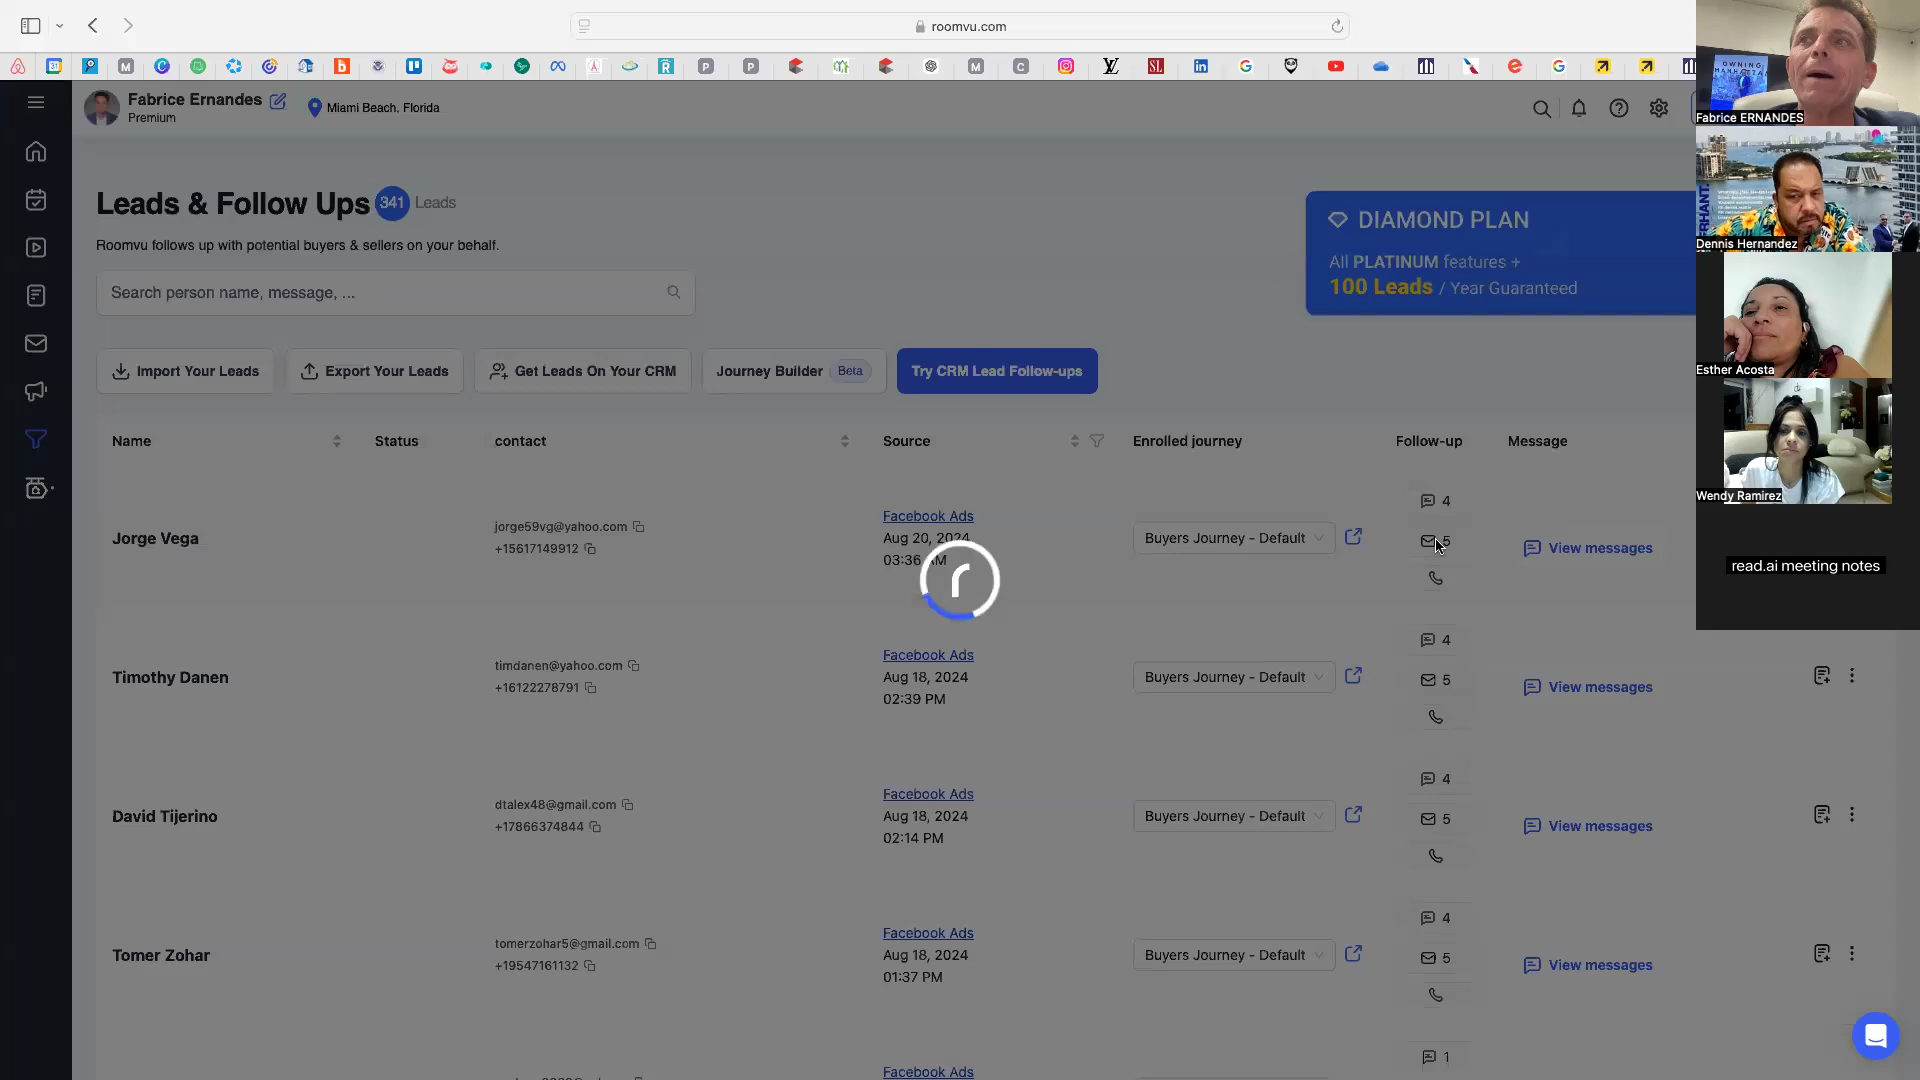 roomvu.com
Fabrice Ernandes
Premium
Miami Beach, Florida
Leads & Follow Ups 341 Leads
Roomvu follows up with potential buyers & sellers on your behalf.
Search person name, message, ...
DIAMOND PLAN
All PLATINUM features +
100 Leads / Year Guaranteed
Import Your Leads
Export Your Leads
Get Leads On Your CRM
Journey Builder Beta
Try CRM Lead Follow-ups
Name Status contact Source Enrolled journey Follow-up Message
Jorge Vega
jorge59vg@yahoo.com
+15617149912
Facebook Ads
Aug 20, 2024
03:36 AM
Buyers Journey - Default
4
5
View messages
Timothy Danen
timdanen@yahoo.com
+16122278791
Facebook Ads
Aug 18, 2024
02:39 PM
Buyers Journey - Default
4
5
View messages
David Tijerino
dtalex48@gmail.com
+17866374844
Facebook Ads
Aug 18, 2024
02:14 PM
Buyers Journey - Default
4
5
View messages
Tomer Zohar
tomerzohar5@gmail.com
+19547161132
Facebook Ads
Aug 18, 2024
01:37 PM
Buyers Journey - Default
4
5
View messages
Facebook Ads
1
OWNING
MANHATTAN
Fabrice ERNANDES
Dennis Hernandez
Esther Acosta
Wendy Ramirez
read.ai meeting notes